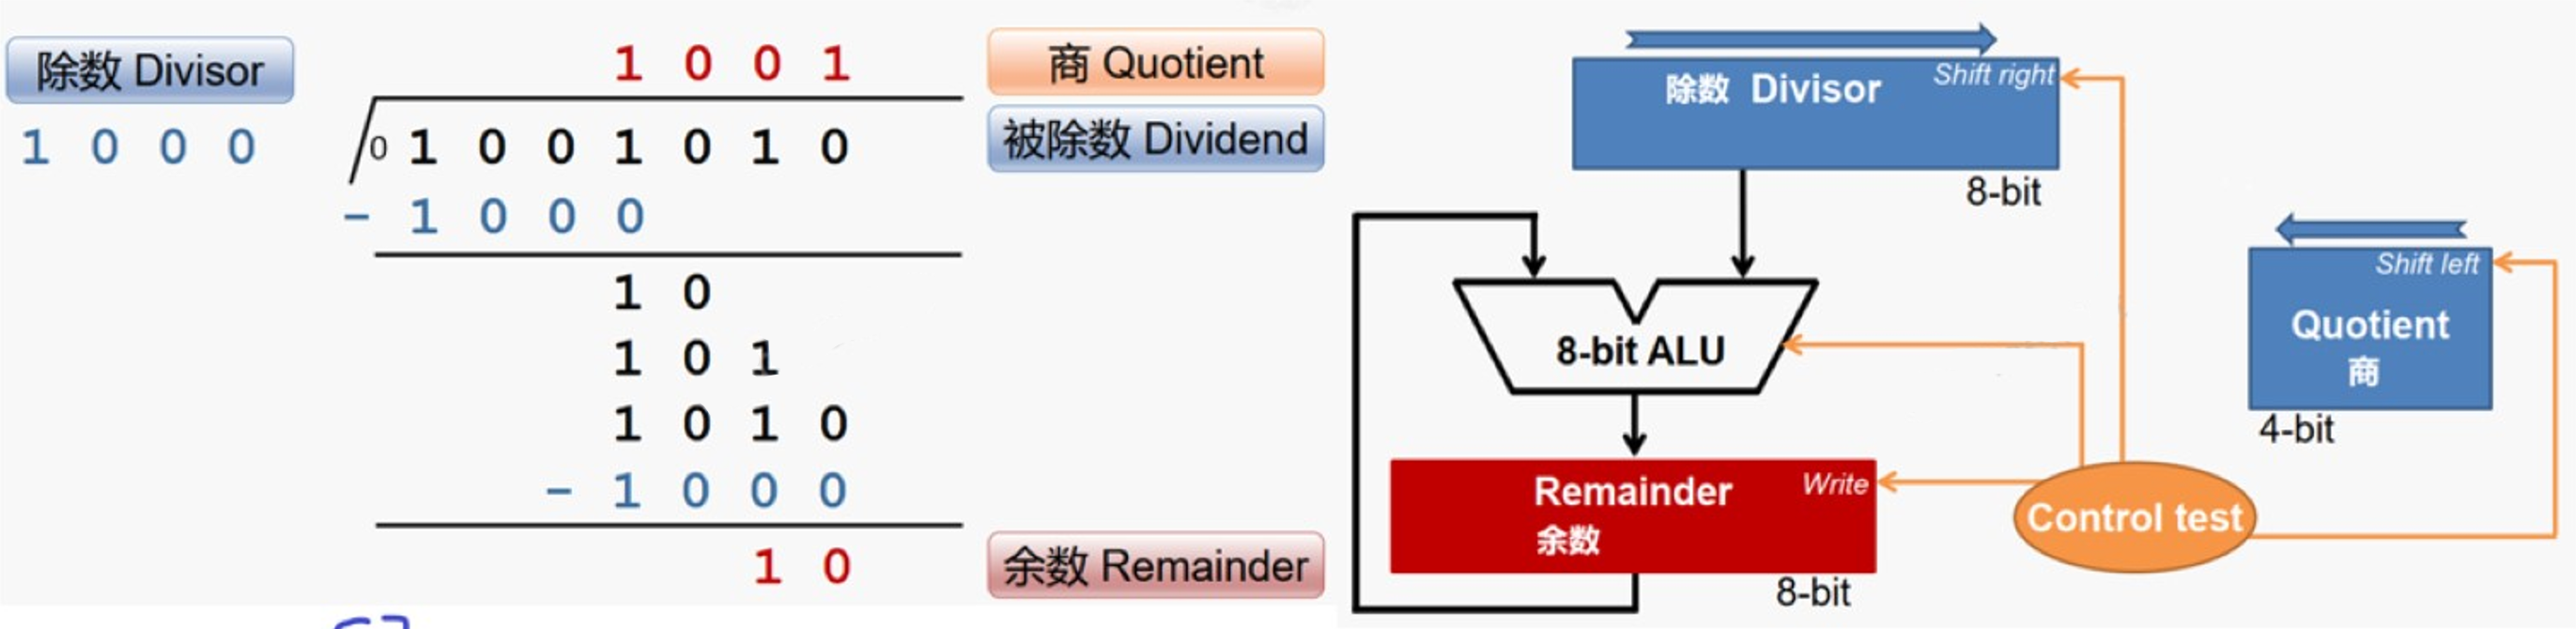 除数 Divisor
1 0 0 1
商 Quotient
1 0 0 0
0 1 0 0 1 0 1 0
被除数 Dividend
- 1 0 0 0
1 0
1 0 1
1 0 1 0
- 1 0 0 0
1 0
余数 Remainder
除数 Divisor
Shift right
8-bit
Shift left
Quotient
商
4-bit
8-bit ALU
Remainder
余数
Write
8-bit
Control test